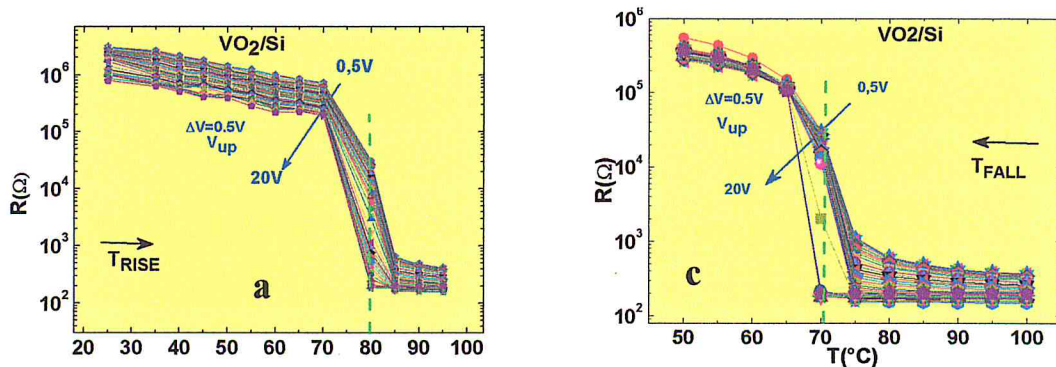 VO2/Si
10^6
10^5
10^4
10^3
10^2
R(Ω)
0,5V
ΔV=0.5V
Vup
20V
TRISE
a
20 30 40 50 60 70 80 90 100
10^6
10^5
10^4
10^3
10^2
R(Ω)
VO2/Si
0,5V
ΔV=0.5V
Vup
20V
TFALL
c
50 60 70 80 90 100
T(°C)